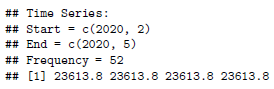 ## Time Series:
## Start = c(2020, 2)
## End = c(2020, 5)
## Frequency = 52
## [1] 23613.8 23613.8 23613.8 23613.8